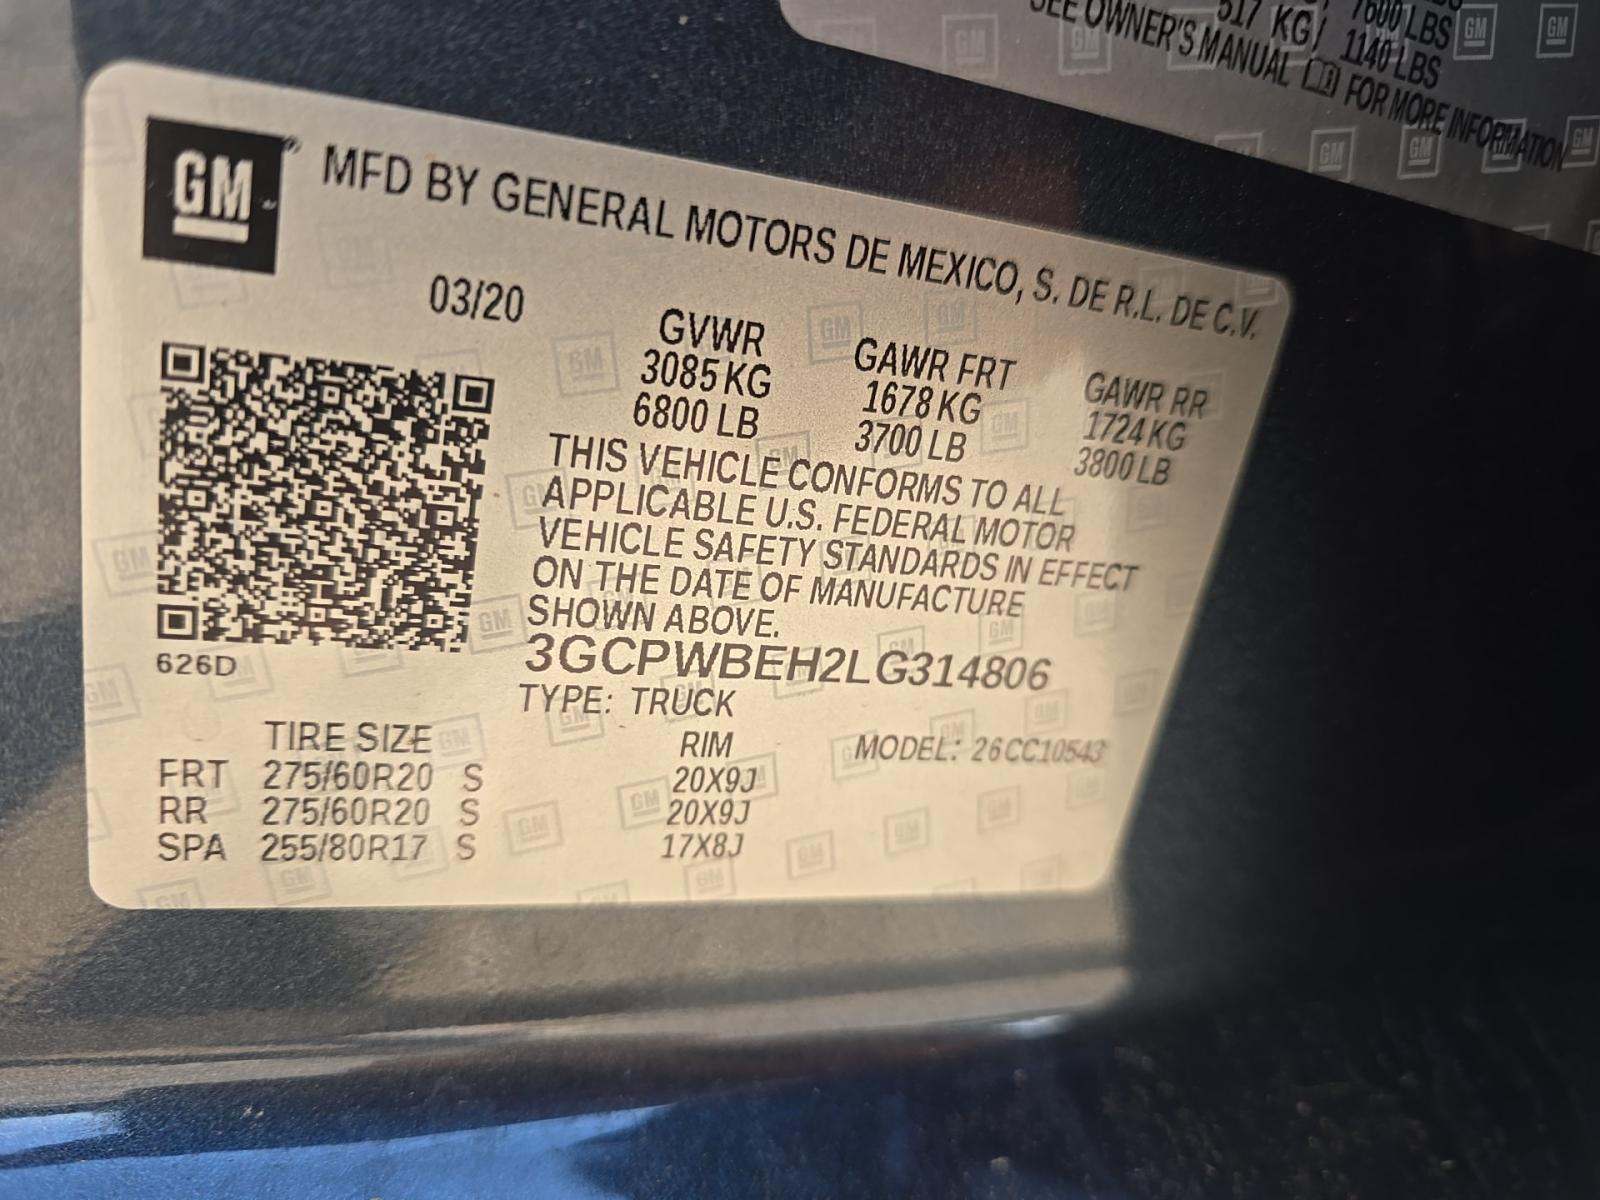 7600 LBS
517 KG/ 1140 LBS
SEE OWNER'S MANUAL FOR MORE INFORMATION
GM
MFD BY GENERAL MOTORS DE MEXICO, S. DE R.L. DE C.V.
03/20
GVWR GAWR FRT GAWR RR
3085 KG 1678 KG 1724 KG
6800 LB 3700 LB 3800 LB
THIS VEHICLE CONFORMS TO ALL
APPLICABLE U.S. FEDERAL MOTOR
VEHICLE SAFETY STANDARDS IN EFFECT
ON THE DATE OF MANUFACTURE
SHOWN ABOVE.
626D
3GCPWBEH2LG314806
TYPE: TRUCK
TIRE SIZE RIM MODEL: 26CC10543
FRT 275/60R20 S 20X9J
RR 275/60R20 S 20X9J
SPA 255/80R17 S 17X8J